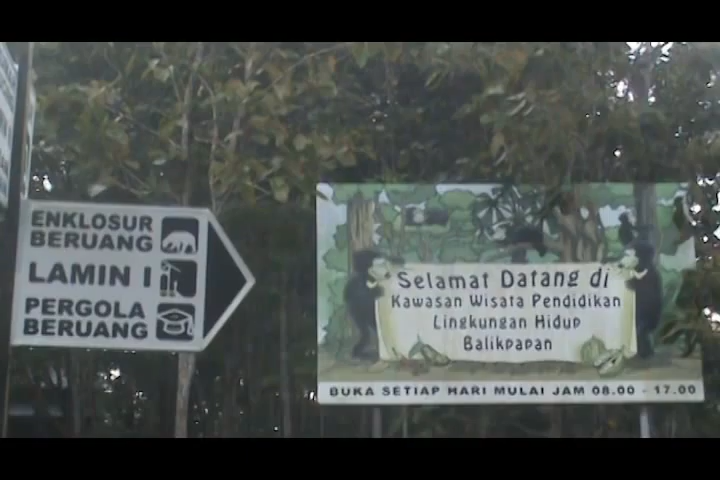 ENKLOSUR
BERUANG
LAMIN I
PERGOLA
BERUANG
Selamat Datang di
Kawasan Wisata Pendidikan
Lingkungan Hidup
Balikpapan
BUKA SETIAP HARI MULAI JAM 08.00 - 17.00